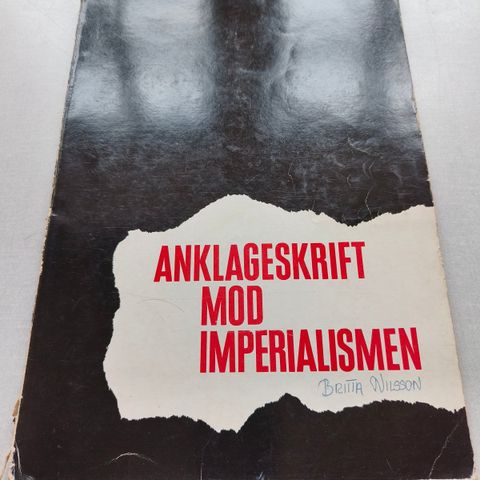 ANKLAGESKRIFT
MOD
IMPERIALISMEN
BRITTA NILSSON